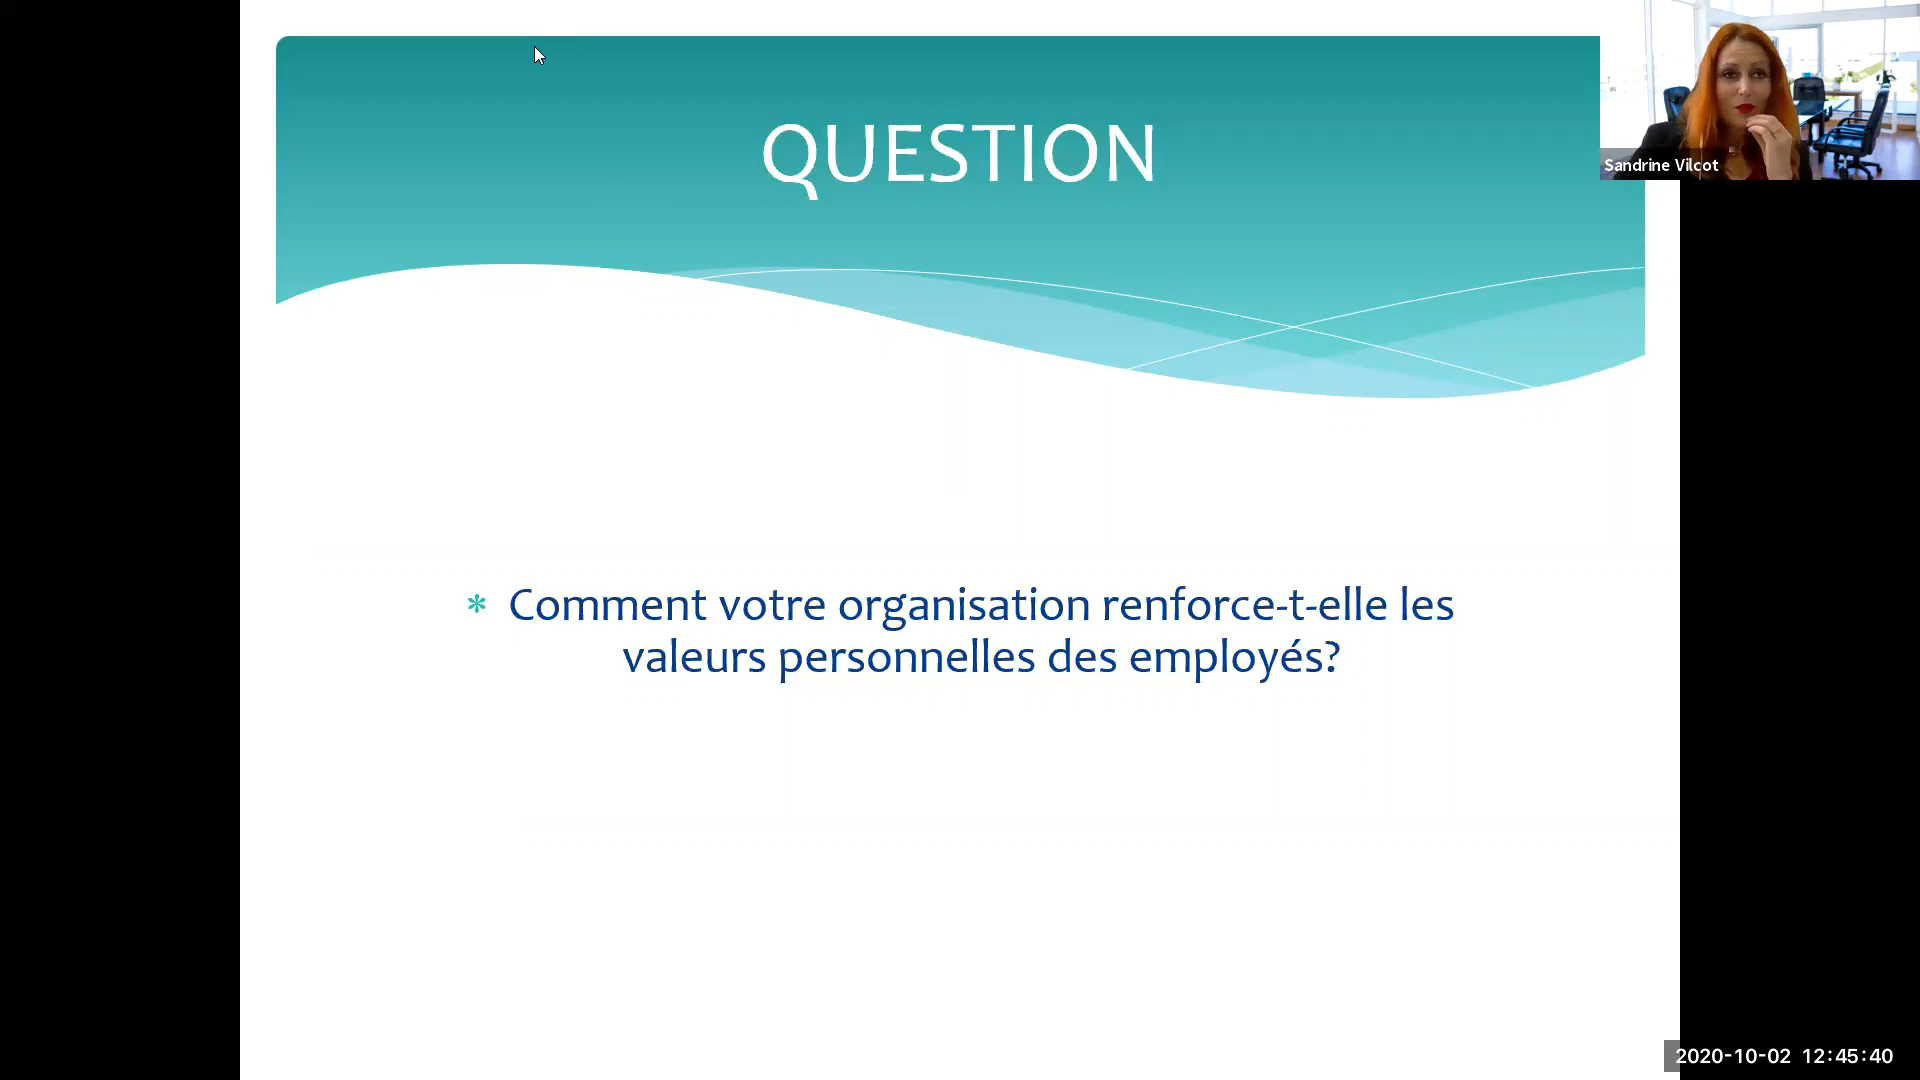 QUESTION
Sandrine Vilcot
* Comment votre organisation renforce-t-elle les
valeurs personnelles des employés?
2020-10-02 12:45:40